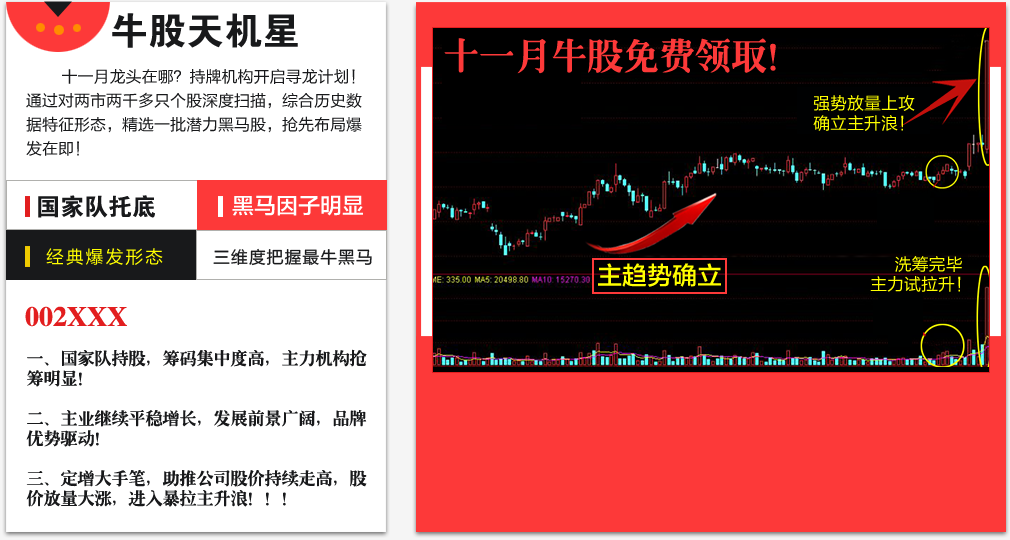 牛股天机星
十一月龙头在哪？持牌机构开启寻龙计划！
通过对两市两千多只个股深度扫描，综合历史数
据特征形态，精选一批潜力黑马股，抢先布局爆
发在即！
国家队托底
黑马因子明显
经典爆发形态
三维度把握最牛黑马
002XXX
一、国家队持股，筹码集中度高，主力机构抢
筹明显!
二、主业继续平稳增长，发展前景广阔，品牌
优势驱动!
三、定增大手笔，助推公司股价持续走高，股
价放量大涨，进入暴拉主升浪！！！
十一月牛股免费领取!
强势放量上攻
确立主升浪！
主趋势确立
洗筹完毕
主力试拉升！
ME: 335.00 MA5: 20498.80 MA10: 15270.30